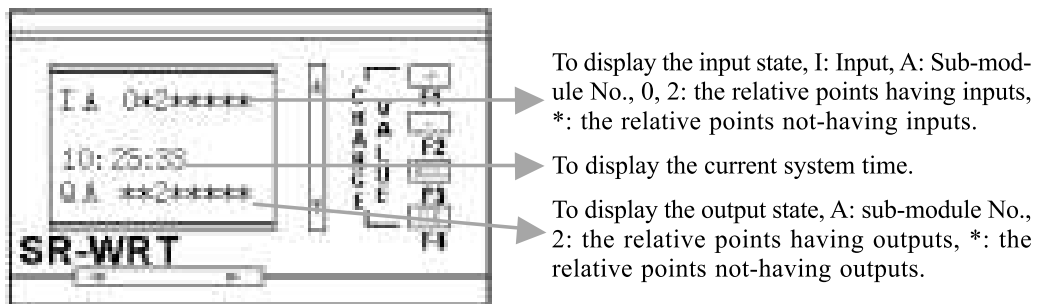 I A 0*2*****
10:25:33
Q A **2*****
SR-WRT
CHANGE
VALUE
F1
F2
F3
F4
To display the input state, I: Input, A: Sub-mod-
ule No., 0, 2: the relative points having inputs,
*: the relative points not-having inputs.
To display the current system time.
To display the output state, A: sub-module No.,
2: the relative points having outputs, *: the
relative points not-having outputs.